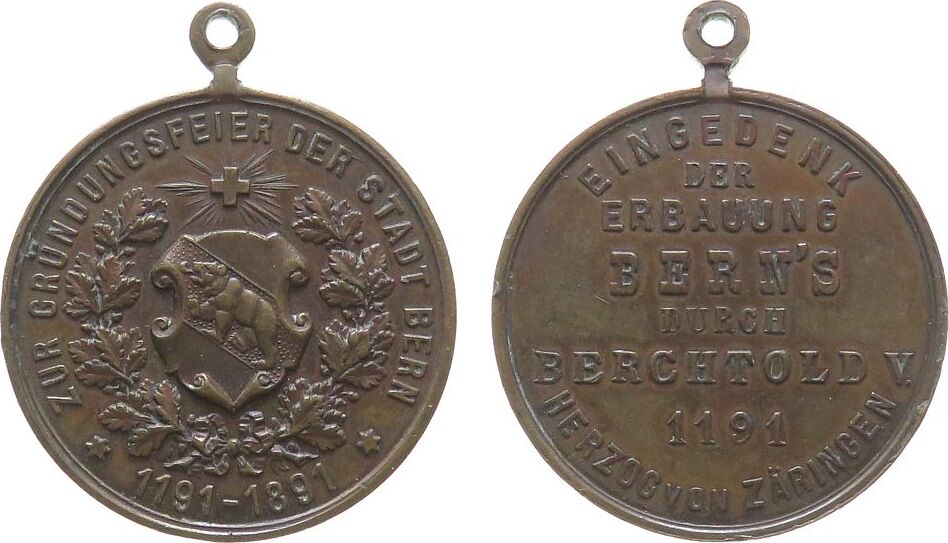 ZUR GRÜNDUNGSFEIER DER STADT BERN
1191-1891
EINGEDENK
DER
ERBAUUNG
BERN'S
DURCH
BERCHTOLD V.
1191
HERZOG VON ZÄRINGEN